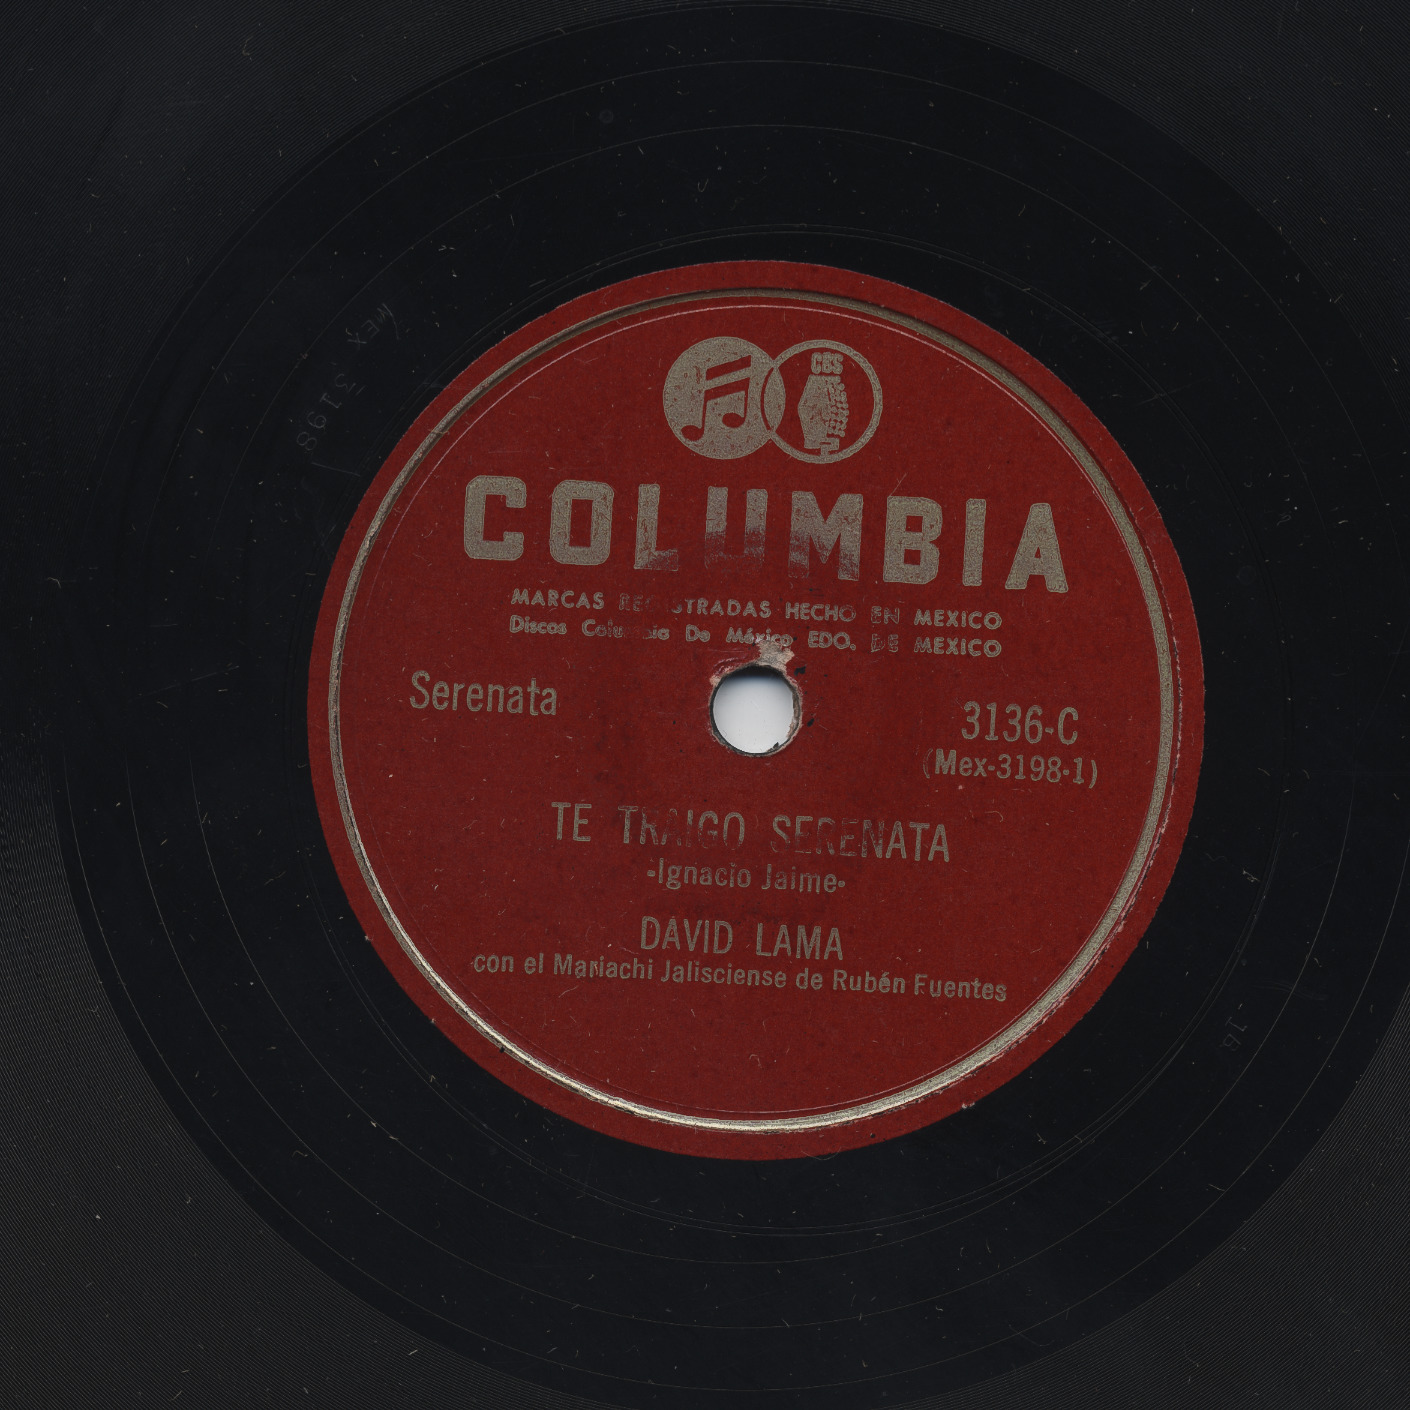 CBS
COLUMBIA
MARCAS REGISTRADAS HECHO EN MEXICO
Discos Columbia De México EDO. DE MEXICO
Serenata
3136-C
(Mex-3198-1)
TE TRAIGO SERENATA
-Ignacio Jaime-
DAVID LAMA
con el Mariachi Jalisciense de Rubén Fuentes
MEX 3198
1B